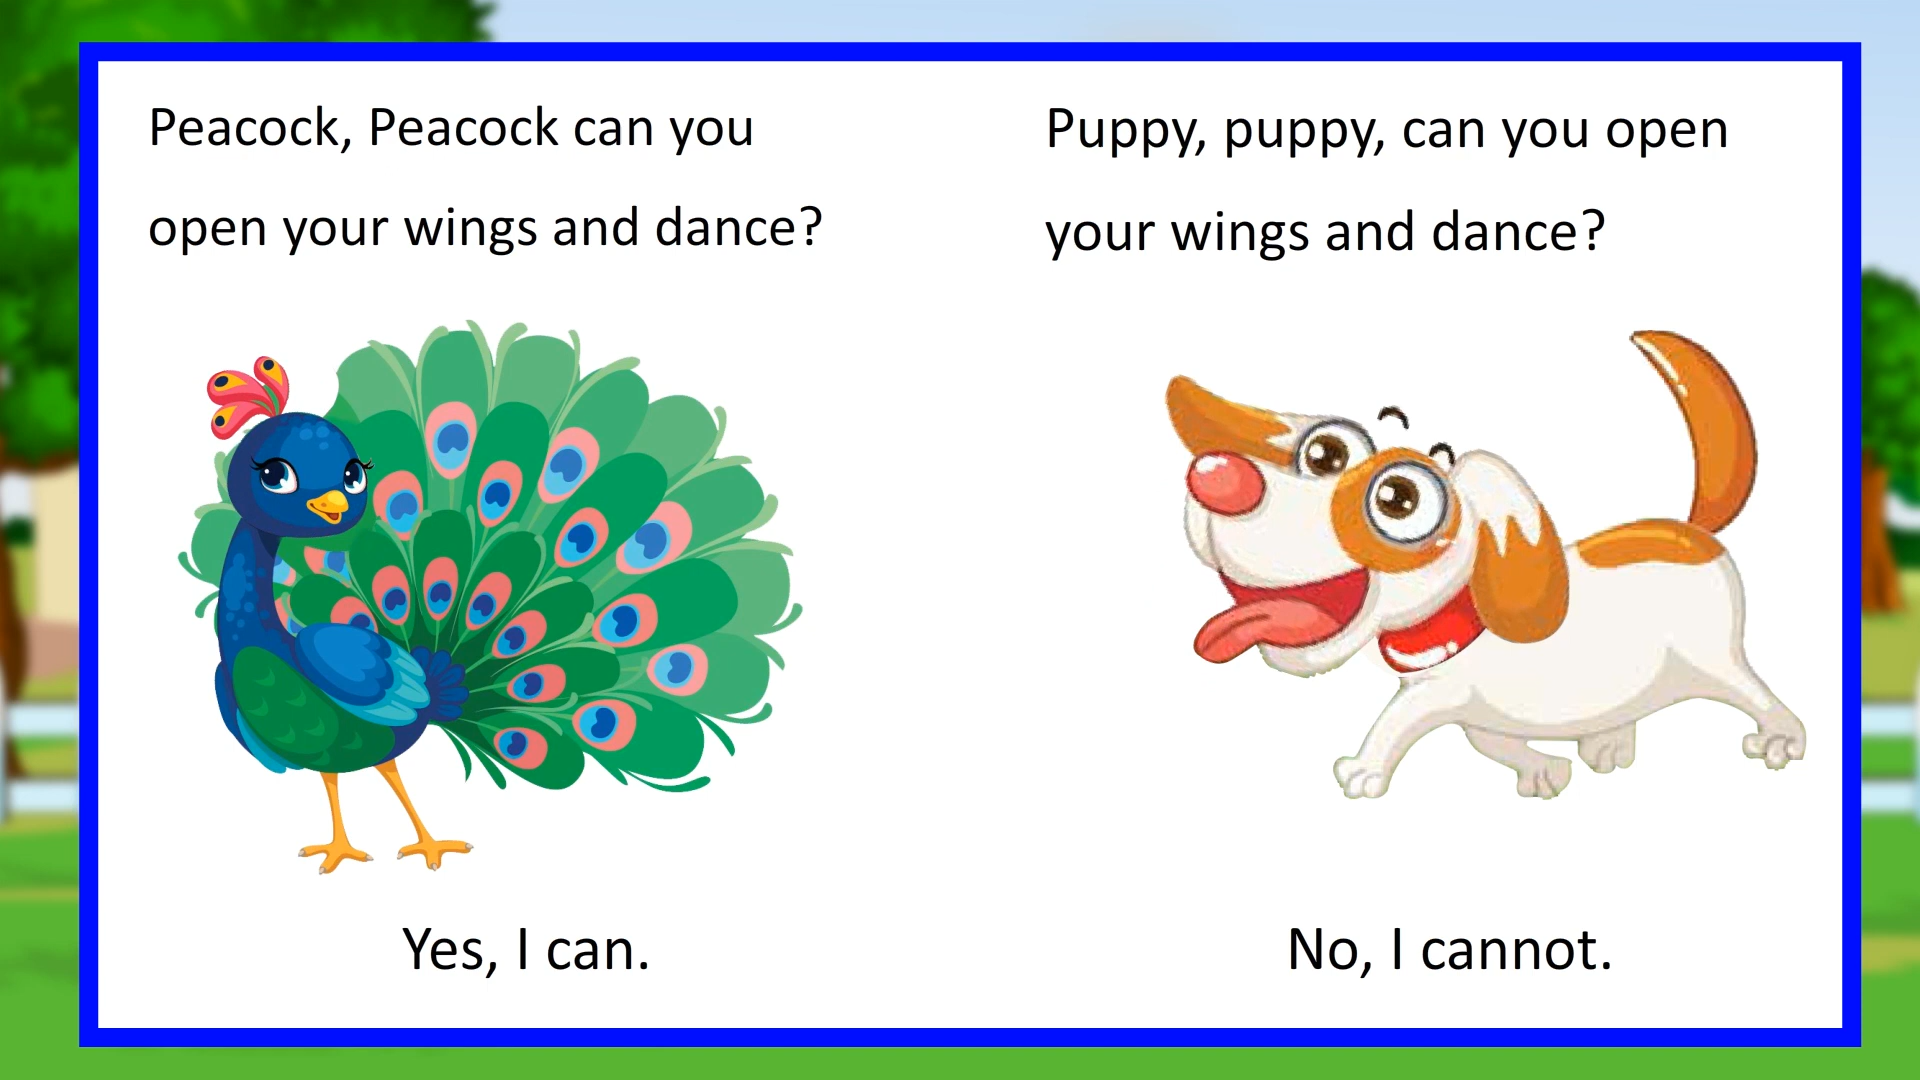 Peacock, Peacock can you
open your wings and dance?
Yes, I can.
Puppy, puppy, can you open
your wings and dance?
No, I cannot.